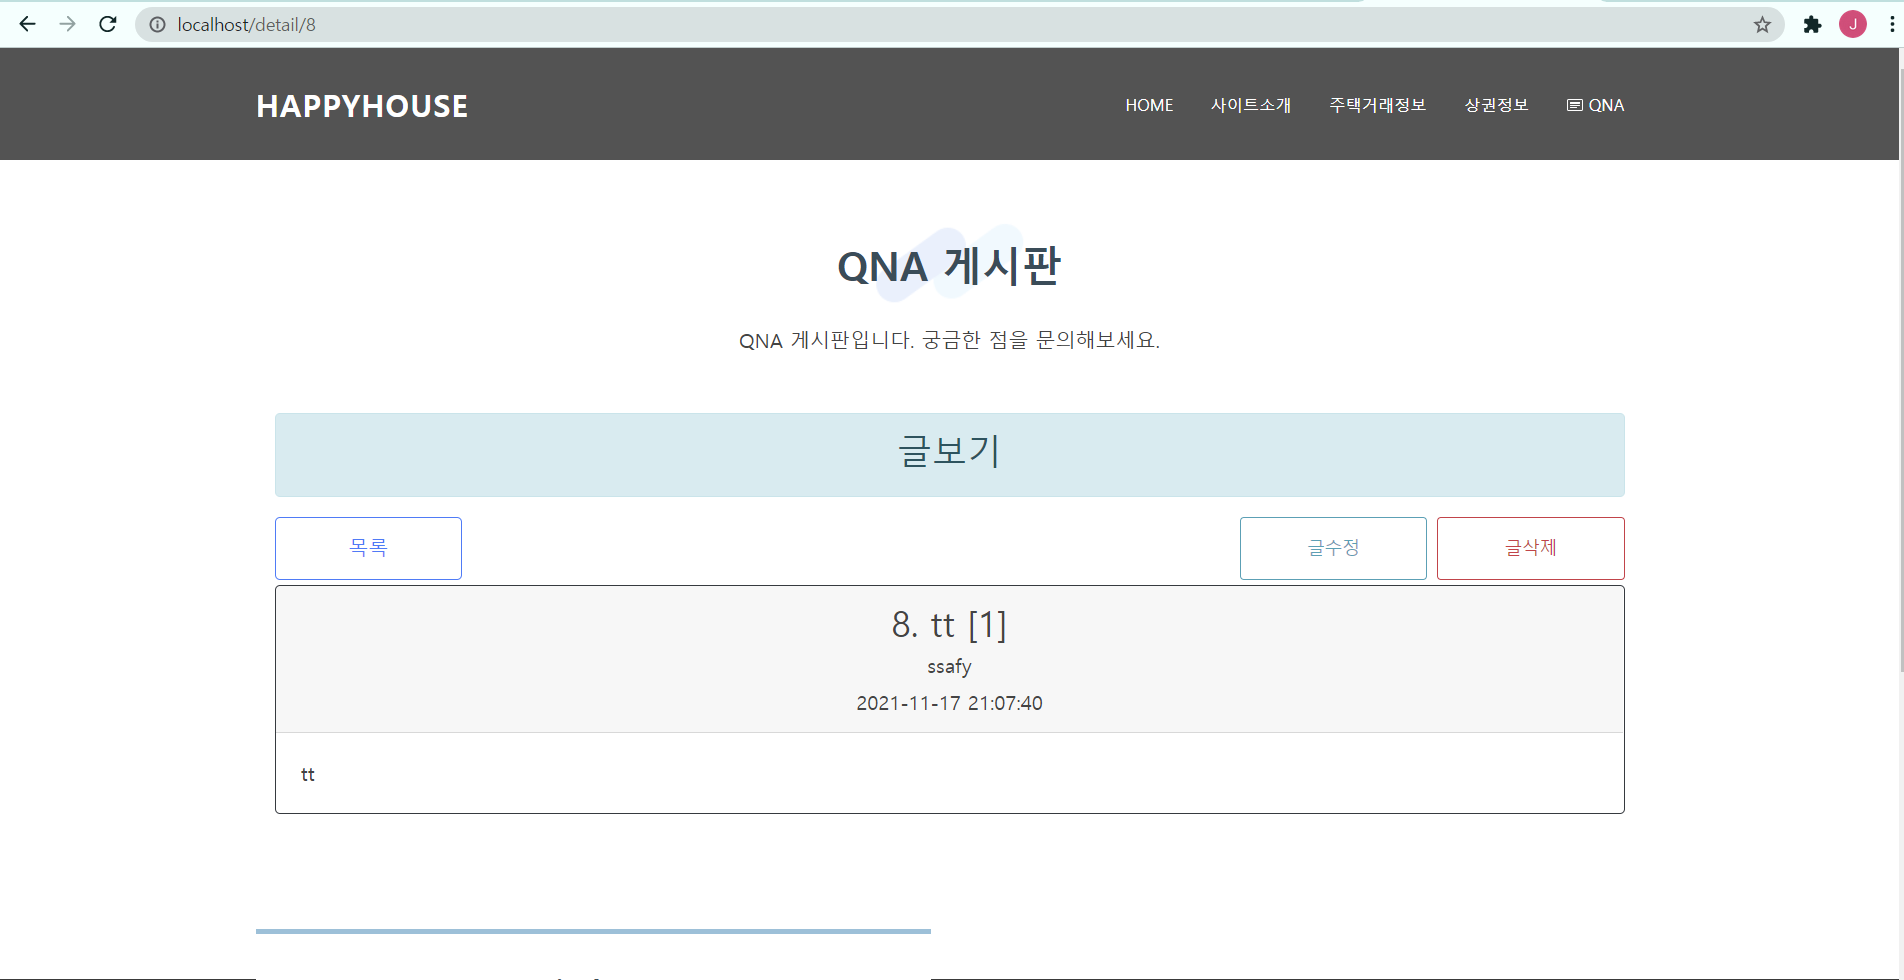 localhost/detail/8
J
HAPPYHOUSE
HOME 사이트소개 주택거래정보 상권정보 QNA
QNA 게시판
QNA 게시판입니다. 궁금한 점을 문의해보세요.
글보기
목록 글수정 글삭제
8. tt [1]
ssafy
2021-11-17 21:07:40
tt